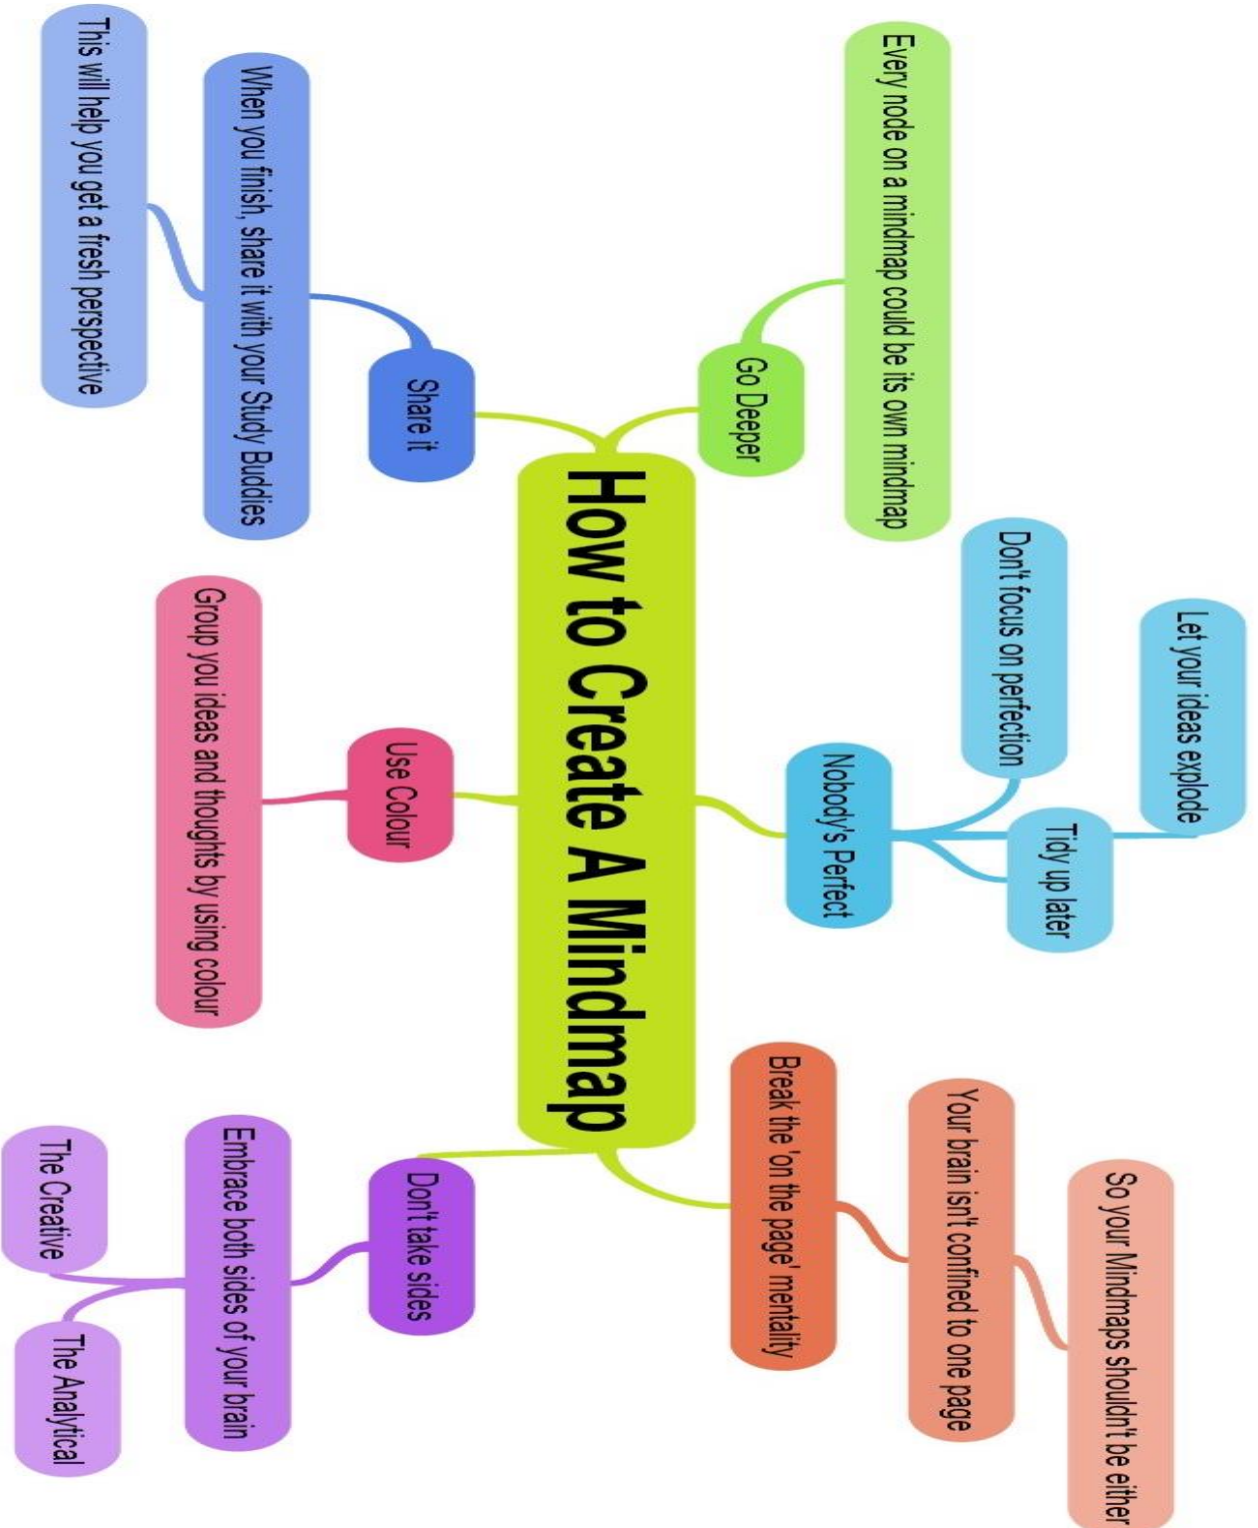 How to Create A Mindmap
Go Deeper
Every node on a mindmap could be its own mindmap
Nobody's Perfect
Don't focus on perfection
Let your ideas explode
Tidy up later
Break the 'on the page' mentality
Your brain isn't confined to one page
So your Mindmaps shouldn't be either
Share it
When you finish, share it with your Study Buddies
This will help you get a fresh perspective
Use Colour
Group you ideas and thoughts by using colour
Don't take sides
Embrace both sides of your brain
The Creative
The Analytical